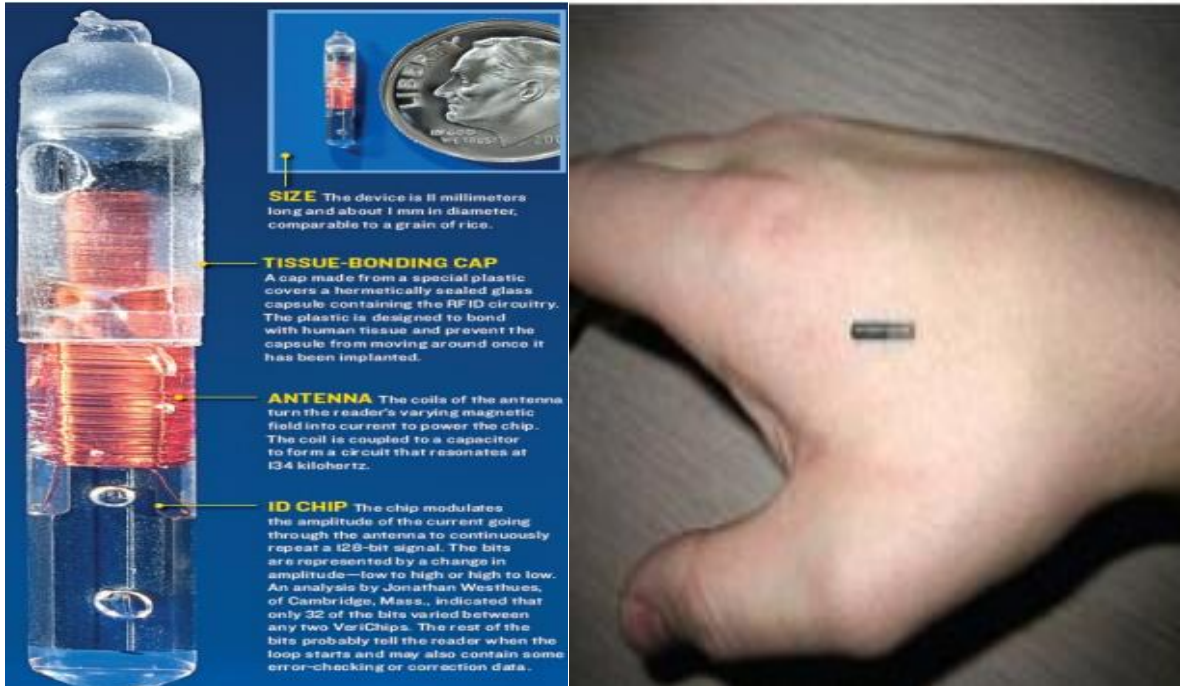 LIBERTY
IN GOD
WE TRUST
200
SIZE The device is 11 millimeters
long and about 1 mm in diameter,
comparable to a grain of rice.
TISSUE-BONDING CAP
A cap made from a special plastic
covers a hermetically sealed glass
capsule containing the RFID circuitry.
The plastic is designed to bond
with human tissue and prevent the
capsule from moving around once it
has been implanted.
ANTENNA The coils of the antenna
turn the reader's varying magnetic
field into current to power the chip.
The coil is coupled to a capacitor
to form a circuit that resonates at
134 kilohertz.
ID CHIP The chip modulates
the amplitude of the current going
through the antenna to continuously
repeat a 128-bit signal. The bits
are represented by a change in
amplitude—low to high or high to low.
An analysis by Jonathan Westhues,
of Cambridge, Mass., indicated that
only 32 of the bits varied between
any two VeriChips. The rest of the
bits probably tell the reader when the
loop starts and may also contain some
error-checking or correction data.